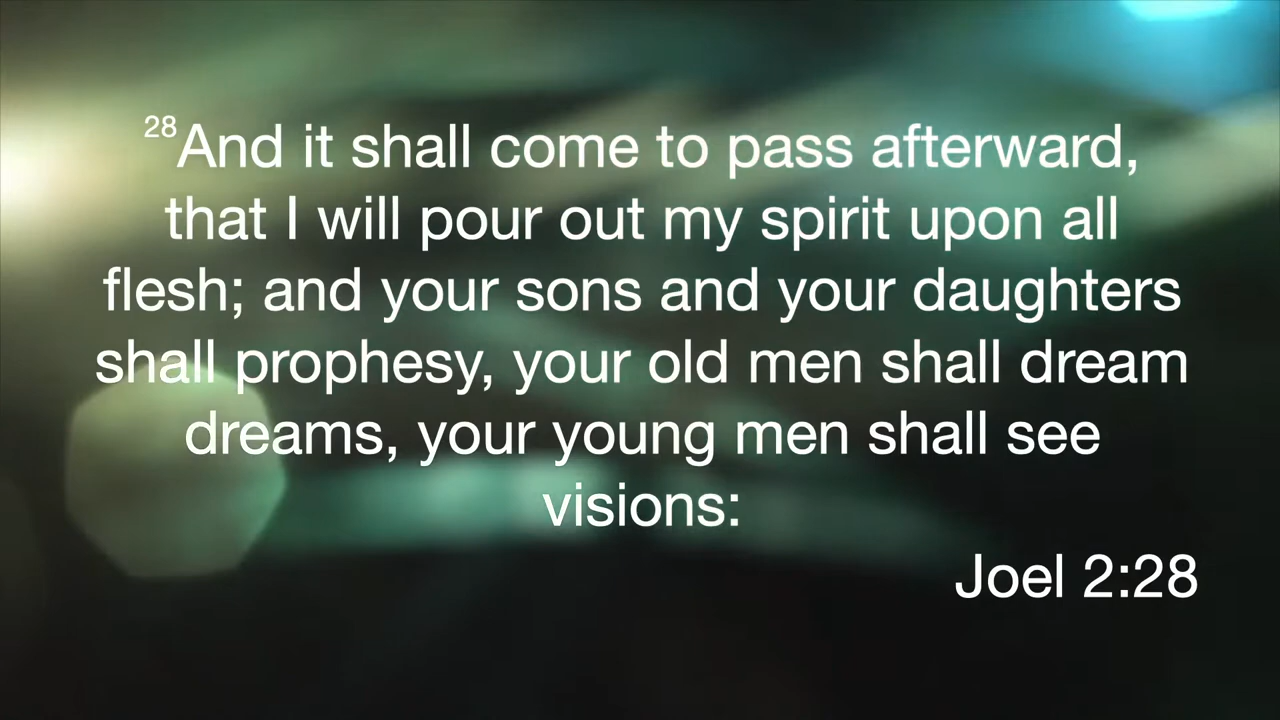 28And it shall come to pass afterward,
that I will pour out my spirit upon all
flesh; and your sons and your daughters
shall prophesy, your old men shall dream
dreams, your young men shall see
visions:
Joel 2:28